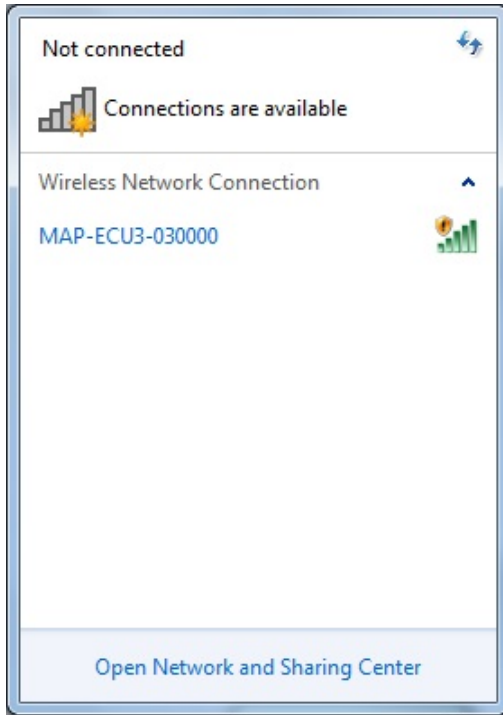 Not connected
Connections are available
Wireless Network Connection
MAP-ECU3-030000
Open Network and Sharing Center